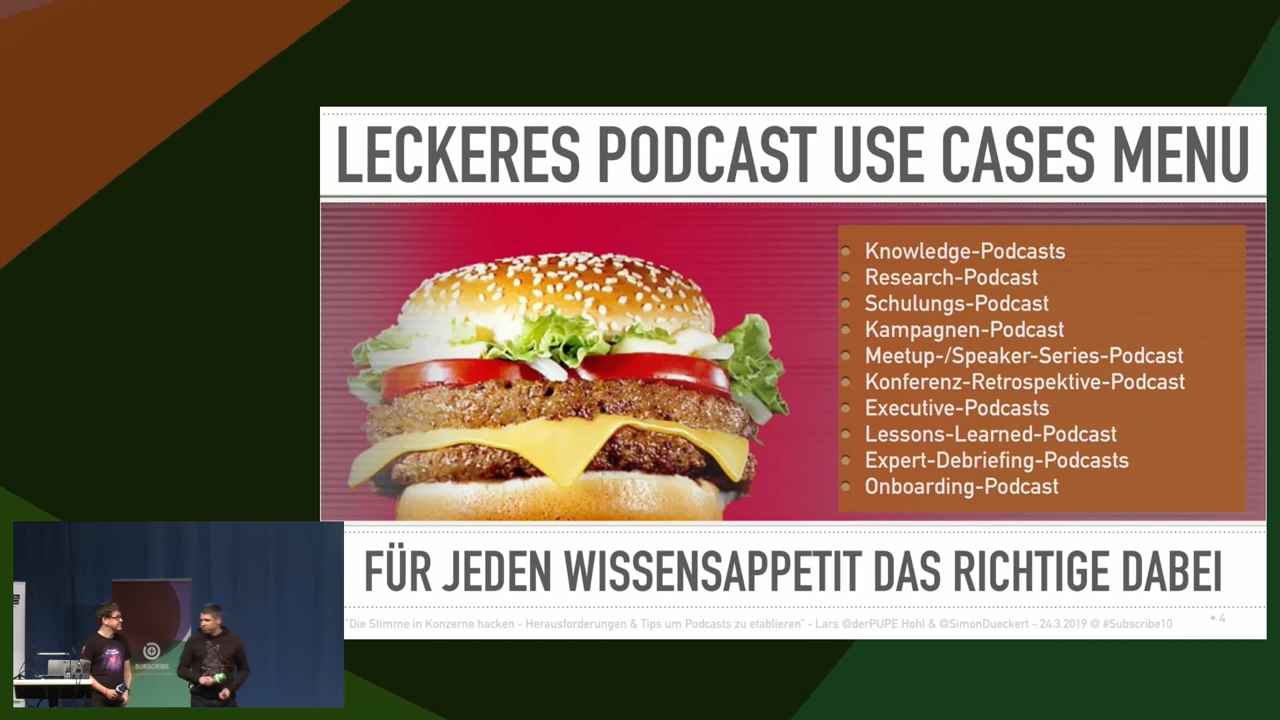 LECKERES PODCAST USE CASES MENU
Knowledge-Podcasts
Research-Podcast
Schulungs-Podcast
Kampagnen-Podcast
Meetup-/Speaker-Series-Podcast
Konferenz-Retrospektive-Podcast
Executive-Podcasts
Lessons-Learned-Podcast
Expert-Debriefing-Podcasts
Onboarding-Podcast
FÜR JEDEN WISSENSAPPETIT DAS RICHTIGE DABEI
"Die Stimme in Konzerne hacken - Herausforderungen & Tips um Podcasts zu etablieren" - Lars @derPUPE Hohl & @SimonDueckert - 24.3.2019 @ #Subscribe10
4
SUBSCRIBE